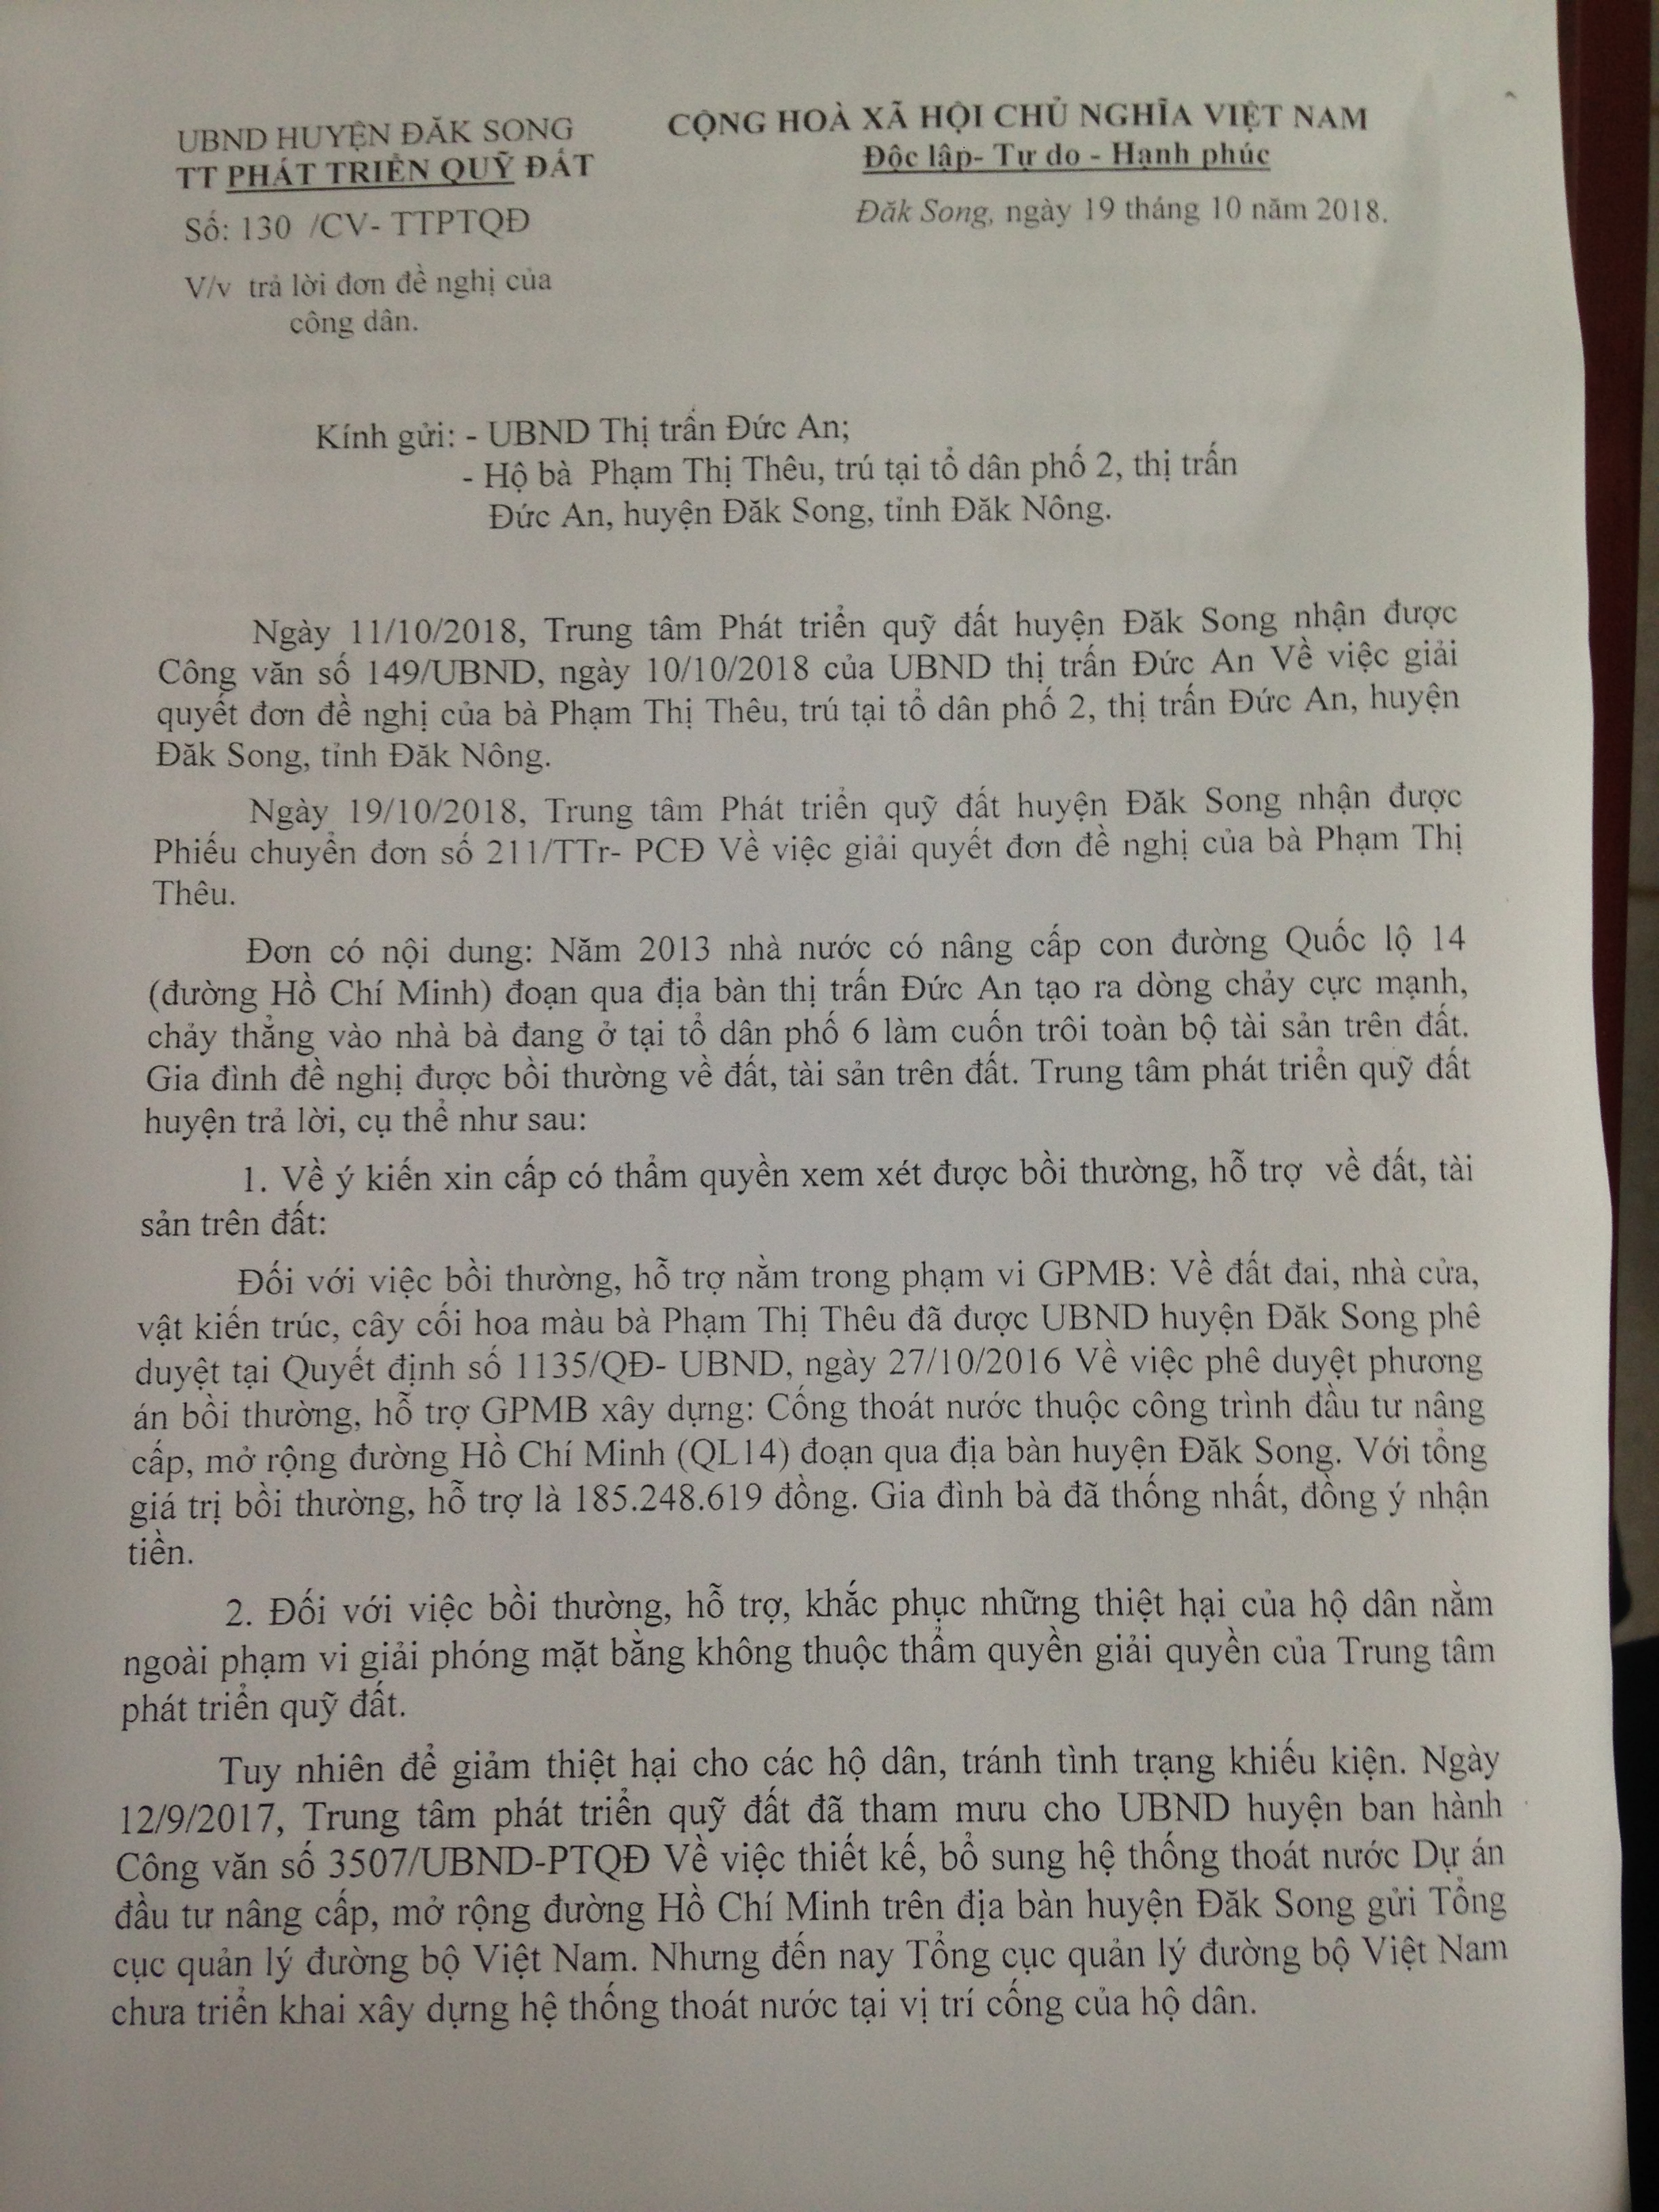 UBND HUYỆN ĐĂK SONG
TT PHÁT TRIỂN QUỸ ĐẤT
Số: 130 /CV- TTPTQĐ
V/v trả lời đơn đề nghị của
công dân.
CỘNG HOÀ XÃ HỘI CHỦ NGHĨA VIỆT NAM
Độc lập- Tự do - Hạnh phúc
Đăk Song, ngày 19 tháng 10 năm 2018.
Kính gửi: - UBND Thị trấn Đức An;
- Hộ bà Phạm Thị Thêu, trú tại tổ dân phố 2, thị trấn
Đức An, huyện Đăk Song, tỉnh Đăk Nông.
Ngày 11/10/2018, Trung tâm Phát triển quỹ đất huyện Đăk Song nhận được
Công văn số 149/UBND, ngày 10/10/2018 của UBND thị trấn Đức An Về việc giải
quyết đơn đề nghị của bà Phạm Thị Thêu, trú tại tổ dân phố 2, thị trấn Đức An, huyện
Đăk Song, tỉnh Đăk Nông.
Ngày 19/10/2018, Trung tâm Phát triển quỹ đất huyện Đăk Song nhận được
Phiếu chuyển đơn số 211/TTr- PCĐ Về việc giải quyết đơn đề nghị của bà Phạm Thị
Thêu.
Đơn có nội dung: Năm 2013 nhà nước có nâng cấp con đường Quốc lộ 14
(đường Hồ Chí Minh) đoạn qua địa bàn thị trấn Đức An tạo ra dòng chảy cực mạnh,
chảy thẳng vào nhà bà đang ở tại tổ dân phố 6 làm cuốn trôi toàn bộ tài sản trên đất.
Gia đình đề nghị được bồi thường về đất, tài sản trên đất. Trung tâm phát triển quỹ đất
huyện trả lời, cụ thể như sau:
1. Về ý kiến xin cấp có thẩm quyền xem xét được bồi thường, hỗ trợ về đất, tài
sản trên đất:
Đối với việc bồi thường, hỗ trợ nằm trong phạm vi GPMB: Về đất đai, nhà cửa,
vật kiến trúc, cây cối hoa màu bà Phạm Thị Thêu đã được UBND huyện Đăk Song phê
duyệt tại Quyết định số 1135/QĐ- UBND, ngày 27/10/2016 Về việc phê duyệt phương
án bồi thường, hỗ trợ GPMB xây dựng: Cống thoát nước thuộc công trình đầu tư nâng
cấp, mở rộng đường Hồ Chí Minh (QL14) đoạn qua địa bàn huyện Đăk Song. Với tổng
giá trị bồi thường, hỗ trợ là 185.248.619 đồng. Gia đình bà đã thống nhất, đồng ý nhận
tiền.
2. Đối với việc bồi thường, hỗ trợ, khắc phục những thiệt hại của hộ dân nằm
ngoài phạm vi giải phóng mặt bằng không thuộc thẩm quyền giải quyền của Trung tâm
phát triển quỹ đất.
Tuy nhiên để giảm thiệt hại cho các hộ dân, tránh tình trạng khiếu kiện. Ngày
12/9/2017, Trung tâm phát triển quỹ đất đã tham mưu cho UBND huyện ban hành
Công văn số 3507/UBND-PTQĐ Về việc thiết kế, bổ sung hệ thống thoát nước Dự án
đầu tư nâng cấp, mở rộng đường Hồ Chí Minh trên địa bàn huyện Đăk Song gửi Tổng
cục quản lý đường bộ Việt Nam. Nhưng đến nay Tổng cục quản lý đường bộ Việt Nam
chưa triển khai xây dựng hệ thống thoát nước tại vị trí cống của hộ dân.